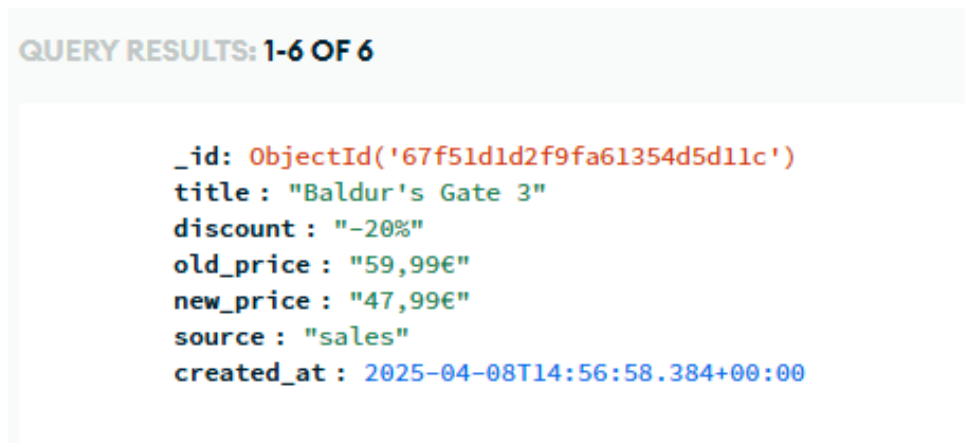 QUERY RESULTS: 1-6 OF 6
_id: ObjectId('67f51d1d2f9fa61354d5d11c')
title : "Baldur's Gate 3"
discount : "-20%"
old_price : "59,99€"
new_price : "47,99€"
source : "sales"
created_at : 2025-04-08T14:56:58.384+00:00